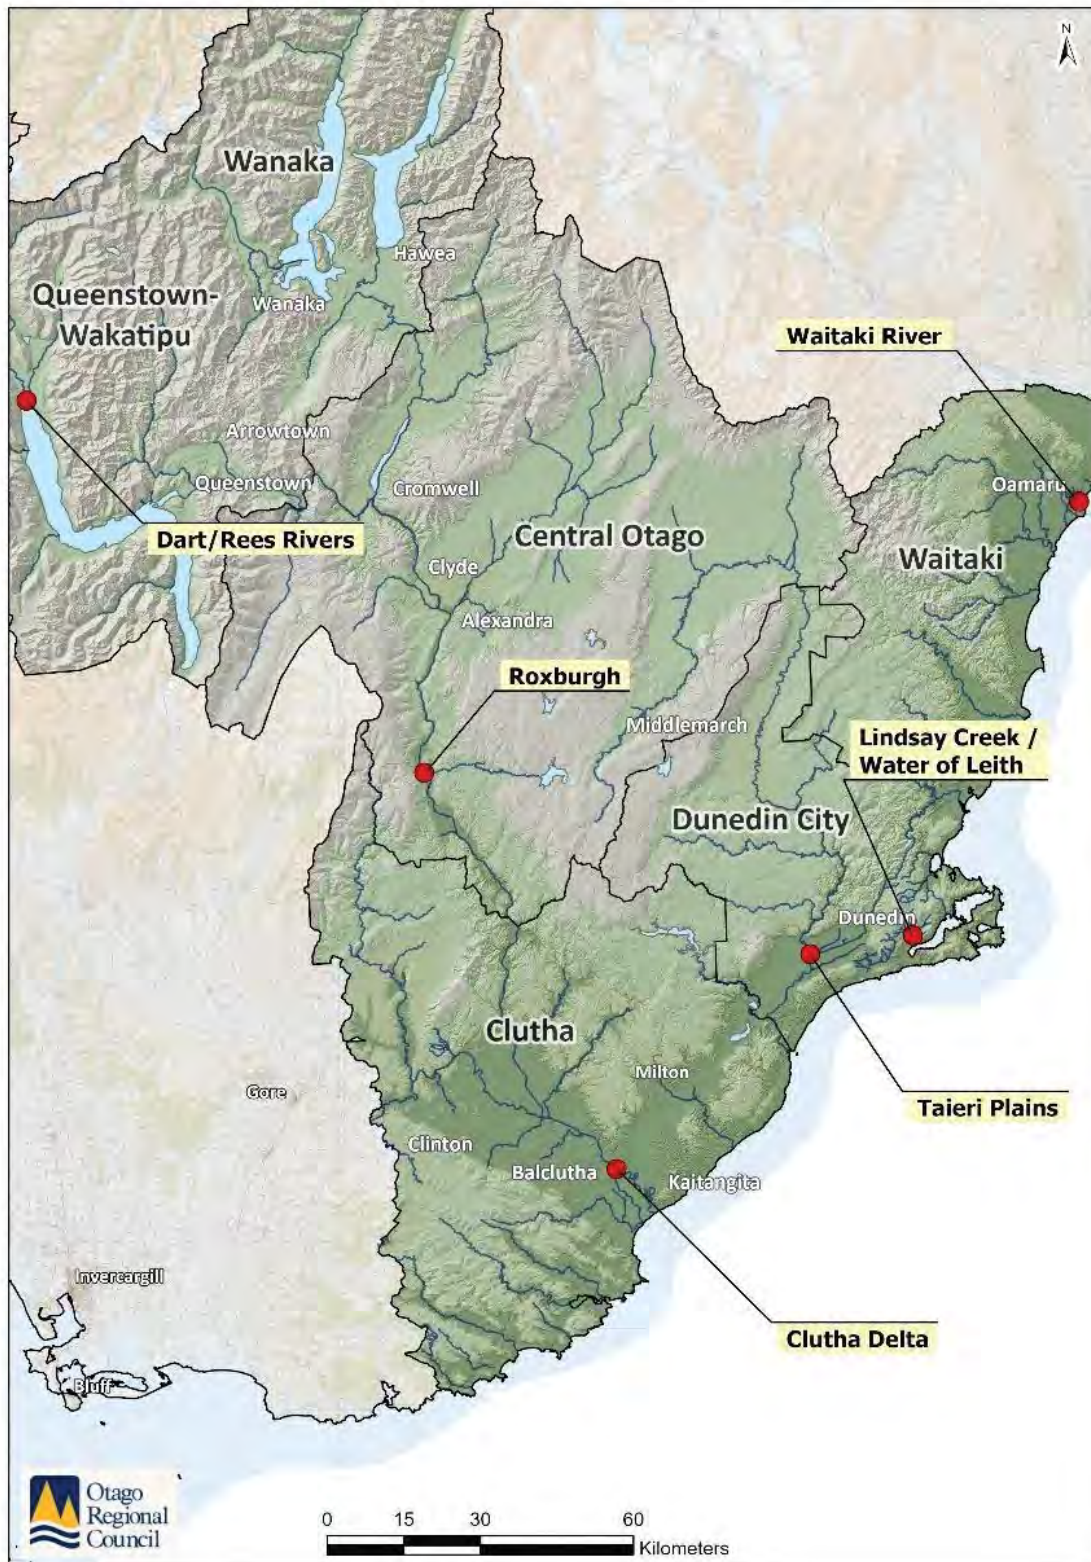 N
Wanaka
Hawea
Queenstown-
Wakatipu
Wanaka
Waitaki River
Arrowtown
Queenstown
Cromwell
Oamaru
Dart/Rees Rivers
Central Otago
Waitaki
Clyde
Alexandra
Roxburgh
Middlemarch
Lindsay Creek /
Water of Leith
Dunedin City
Dunedin
Clutha
Milton
Gore
Taieri Plains
Clinton
Balclutha
Kaitangita
Invercargill
Clutha Delta
Bluff
Otago
Regional
Council
0 15 30 60
Kilometers